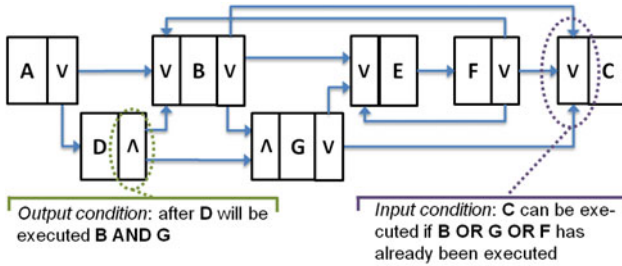 A V
V B V
V E
F V
V C
D Λ
Λ G V
Output condition: after D will be
executed B AND G
Input condition: C can be exe-
cuted if B OR G OR F has
already been executed